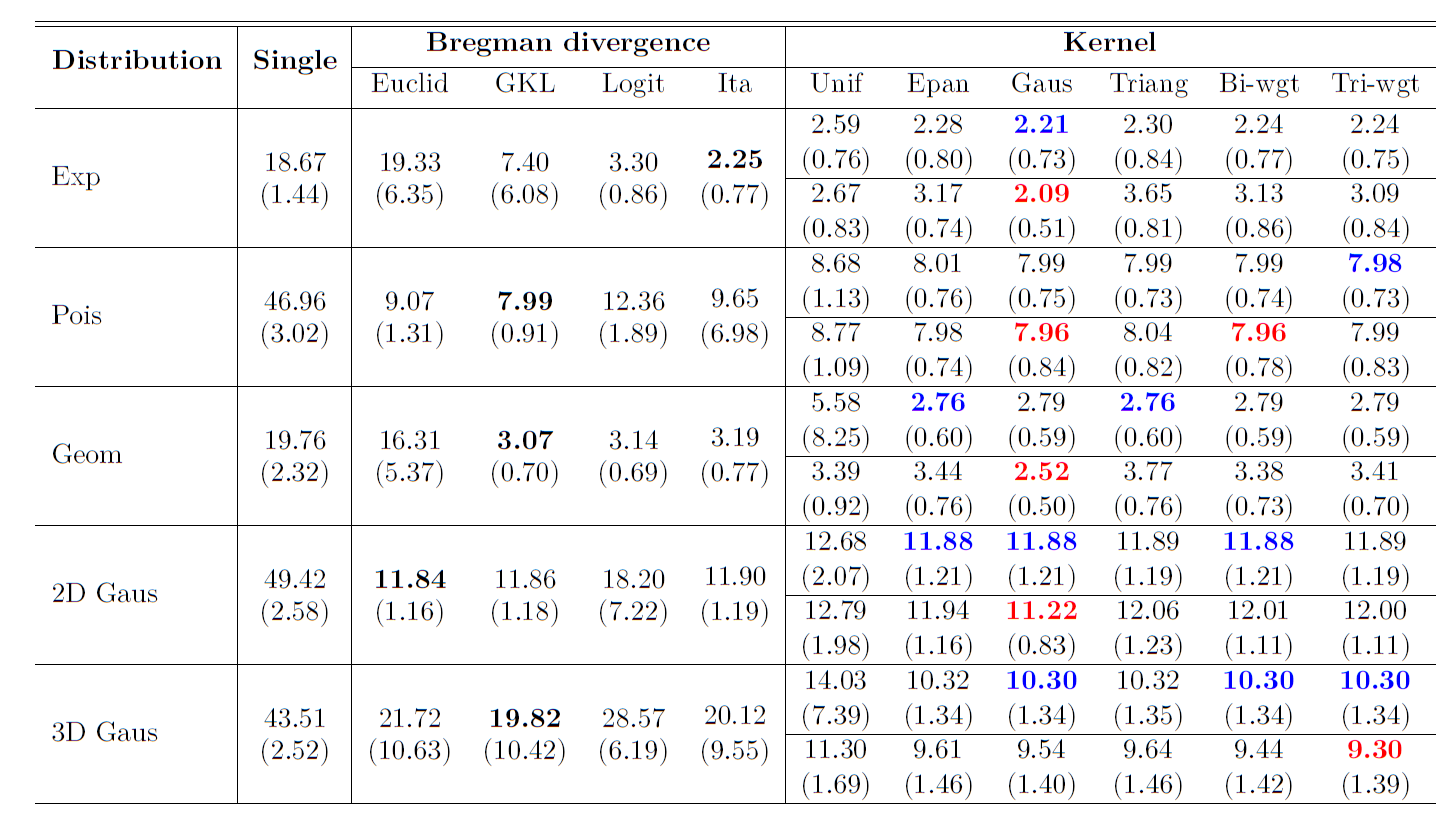 Distribution Single Bregman divergence Kernel
Euclid GKL Logit Ita Unif Epan Gaus Triang Bi-wgt Tri-wgt
2.59 2.28 2.21 2.30 2.24 2.24
Exp 18.67 19.33 7.40 3.30 2.25 (0.76) (0.80) (0.73) (0.84) (0.77) (0.75)
(1.44) (6.35) (6.08) (0.86) (0.77) 2.67 3.17 2.09 3.65 3.13 3.09
(0.83) (0.74) (0.51) (0.81) (0.86) (0.84)
8.68 8.01 7.99 7.99 7.99 7.98
Pois 46.96 9.07 7.99 12.36 9.65 (1.13) (0.76) (0.75) (0.73) (0.74) (0.73)
(3.02) (1.31) (0.91) (1.89) (6.98) 8.77 7.98 7.96 8.04 7.96 7.99
(1.09) (0.74) (0.84) (0.82) (0.78) (0.83)
5.58 2.76 2.79 2.76 2.79 2.79
Geom 19.76 16.31 3.07 3.14 3.19 (8.25) (0.60) (0.59) (0.60) (0.59) (0.59)
(2.32) (5.37) (0.70) (0.69) (0.77) 3.39 3.44 2.52 3.77 3.38 3.41
(0.92) (0.76) (0.50) (0.76) (0.73) (0.70)
12.68 11.88 11.88 11.89 11.88 11.89
2D Gaus 49.42 11.84 11.86 18.20 11.90 (2.07) (1.21) (1.21) (1.19) (1.21) (1.19)
(2.58) (1.16) (1.18) (7.22) (1.19) 12.79 11.94 11.22 12.06 12.01 12.00
(1.98) (1.16) (0.83) (1.23) (1.11) (1.11)
14.03 10.32 10.30 10.32 10.30 10.30
3D Gaus 43.51 21.72 19.82 28.57 20.12 (7.39) (1.34) (1.34) (1.35) (1.34) (1.34)
(2.52) (10.63) (10.42) (6.19) (9.55) 11.30 9.61 9.54 9.64 9.44 9.30
(1.69) (1.46) (1.40) (1.46) (1.42) (1.39)